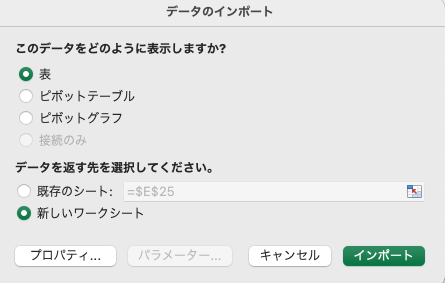 データのインポート
このデータをどのように表示しますか?
表
ピボットテーブル
ピボットグラフ
接続のみ
データを返す先を選択してください。
既存のシート: =$E$25
新しいワークシート
プロパティ... パラメーター... キャンセル インポート